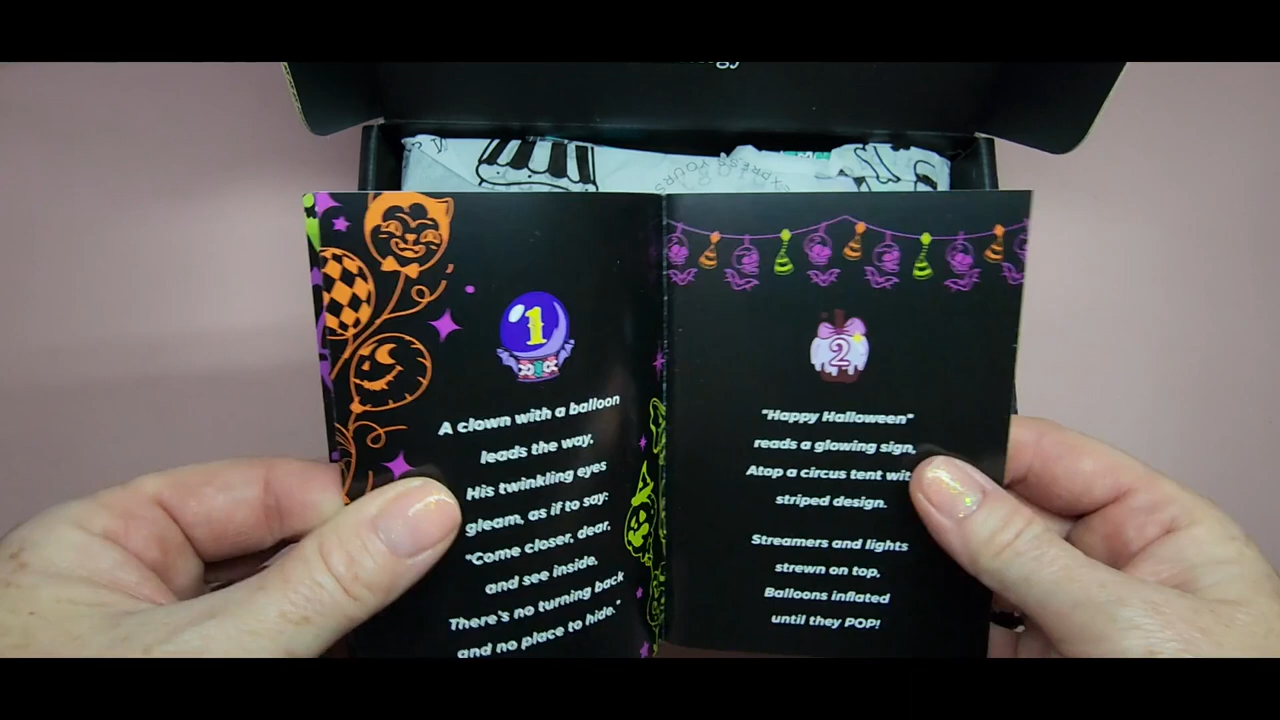 EXPRESS YOURS
1
A clown with a balloon
leads the way,
His twinkling eyes
gleam, as if to say:
"Come closer, dear,
and see inside,
There's no turning back
and no place to hide."
2
"Happy Halloween"
reads a glowing sign,
Atop a circus tent
striped design.
Streamers and lights
strewn on top,
Balloons inflated
until they POP!